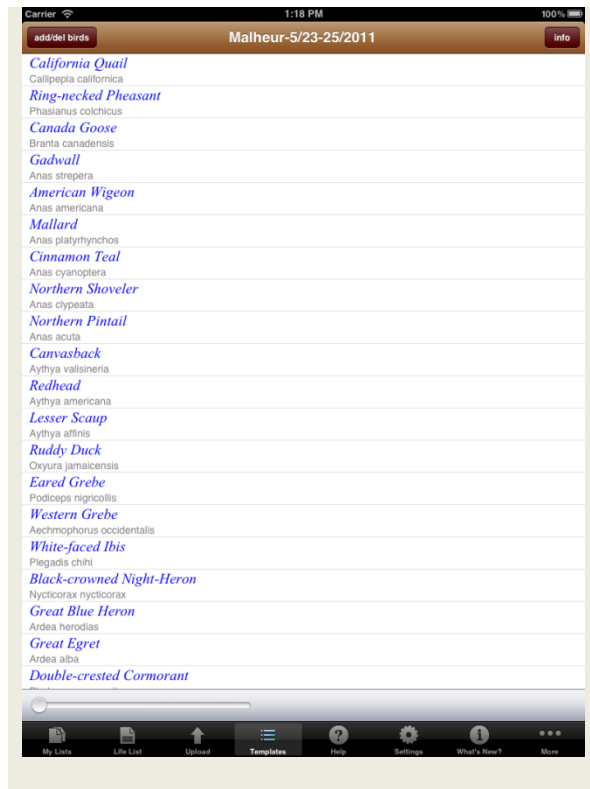 Carrier 1:18 PM 100%
add/del birds Malheur-5/23-25/2011 info
California Quail
Callipepla californica
Ring-necked Pheasant
Phasianus colchicus
Canada Goose
Branta canadensis
Gadwall
Anas strepera
American Wigeon
Anas americana
Mallard
Anas platyrhynchos
Cinnamon Teal
Anas cyanoptera
Northern Shoveler
Anas clypeata
Northern Pintail
Anas acuta
Canvasback
Aythya valisineria
Redhead
Aythya americana
Lesser Scaup
Aythya affinis
Ruddy Duck
Oxyura jamaicensis
Eared Grebe
Podiceps nigricollis
Western Grebe
Aechmophorus occidentalis
White-faced Ibis
Plegadis chihi
Black-crowned Night-Heron
Nycticorax nycticorax
Great Blue Heron
Ardea herodias
Great Egret
Ardea alba
Double-crested Cormorant
My Lists Life List Upload Templates Help Settings What's New? More